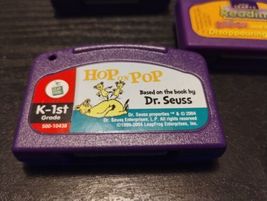 Reading
Disappearing
HOP ON POP
Based on the book by
Dr. Seuss
K-1st
Grade
500-10438
Dr. Seuss properties ™ & © 2004
Dr. Seuss Enterprises, L.P. All rights reserved
©1999-2004 LeapFrog Enterprises, Inc.